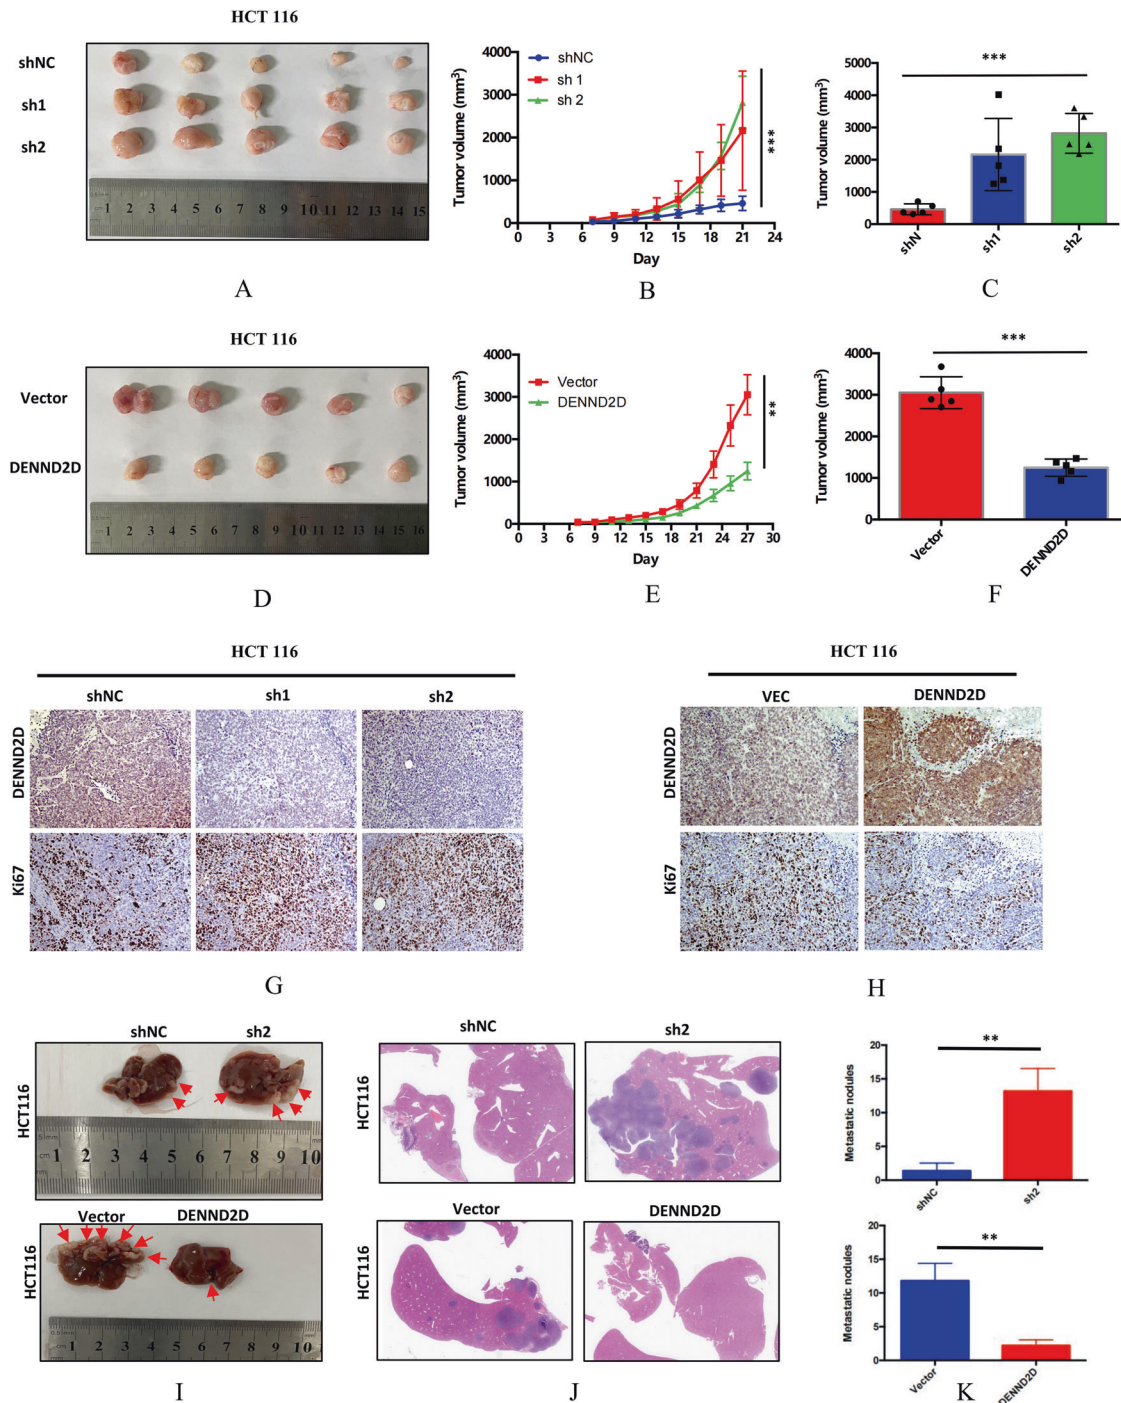 HCT 116
shNC
sh1
sh2
1 2 3 4 5 6 7 8 9 10 11 12 13 14 15
A
Tumor volume (mm³)
4000
3000
2000
1000
0
0 3 6 9 12 15 18 21 24
Day
shNC
sh 1
sh 2
***
B
Tumor volume (mm³)
5000
4000
3000
2000
1000
0
***
shN
sh1
sh2
C
HCT 116
Vector
DENND2D
1 2 3 4 5 6 7 8 9 10 11 12 13 14 15 16
D
Tumor volume (mm³)
4000
3000
2000
1000
0
0 3 6 9 12 15 18 21 24 27 30
Day
Vector
DENND2D
**
E
Tumor volume (mm³)
4000
3000
2000
1000
0
***
Vector
DENND2D
F
HCT 116
shNC sh1 sh2
DENND2D
Ki67
G
HCT 116
VEC DENND2D
DENND2D
Ki67
H
shNC sh2
HCT116
cm 1 2 3 4 5 6 7 8 9 10
Vector DENND2D
HCT116
1 2 3 4 5 6 7 8 9 10
I
shNC sh2
HCT116
Vector DENND2D
HCT116
J
Metastatic nodules
20
15
10
5
0
**
shNC
sh2
Metastatic nodules
20
15
10
5
0
**
Vector
DENND2D
K